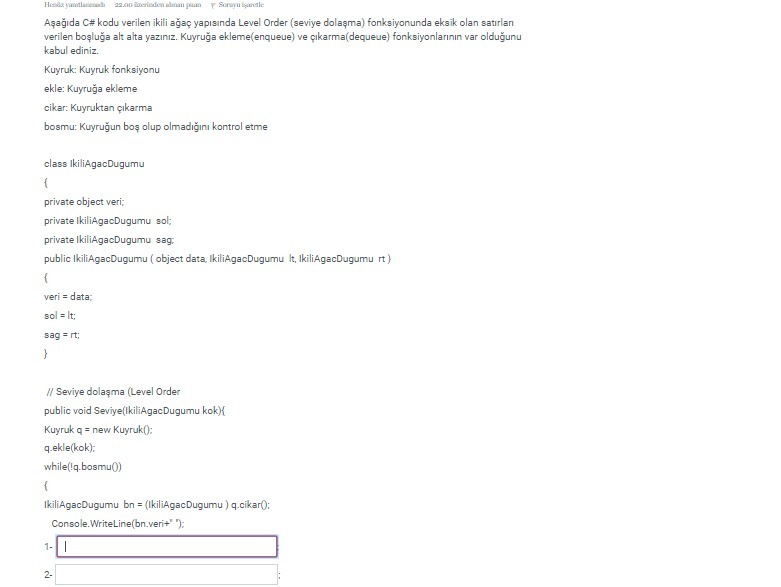 Henüz yanıtlanmadı 22,00 üzerinden alınan puan Soruyu işaretle
Aşağıda C# kodu verilen ikili ağaç yapısında Level Order (seviye dolaşma) fonksiyonunda eksik olan satırları
verilen boşluğa alt alta yazınız. Kuyruğa ekleme(enqueue) ve çıkarma(dequeue) fonksiyonlarının var olduğunu
kabul ediniz.
Kuyruk: Kuyruk fonksiyonu
ekle: Kuyruğa ekleme
cikar: Kuyruktan çıkarma
bosmu: Kuyruğun boş olup olmadığını kontrol etme
class IkiliAgacDugumu
{
private object veri;
private IkiliAgacDugumu sol;
private IkiliAgacDugumu sag;
public IkiliAgacDugumu ( object data, IkiliAgacDugumu lt, IkiliAgacDugumu rt )
{
veri = data;
sol = lt;
sag = rt;
}
// Seviye dolaşma (Level Order
public void Seviye(IkiliAgacDugumu kok){
Kuyruk q = new Kuyruk();
q.ekle(kok);
while(!q.bosmu())
{
IkiliAgacDugumu bn = (IkiliAgacDugumu ) q.cikar();
Console.WriteLine(bn.veri+" ");
1- ;
2- ;